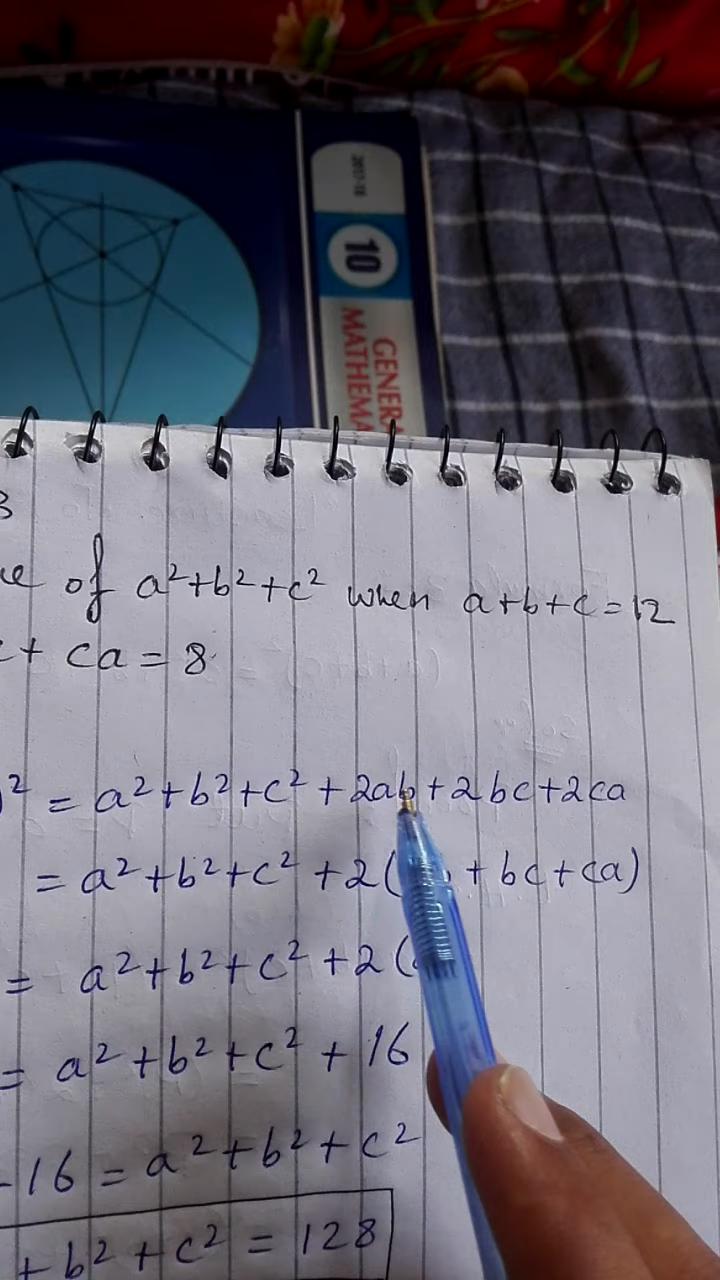 2017-18
10
GENER
MATHEMA
3
of a²+b²+c² when a+b+c=12
+ ca = 8
)² = a²+b²+c² +2ab+2bc+2ca
= a²+b²+c² +2( + bc+ca)
= a²+b²+c² +2(
= a²+b²+c² + 16
-16 = a²+b²+c²
+ b² + c² = 128